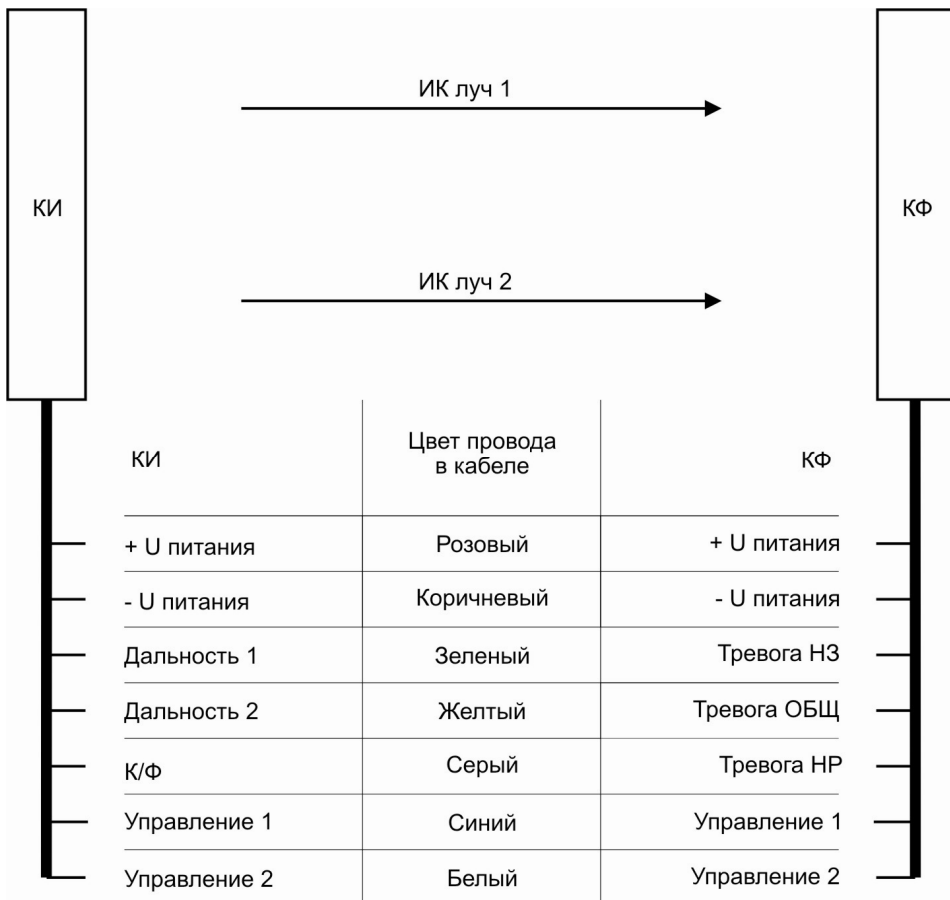 ИК луч 1
КИ
КФ
ИК луч 2
КИ
Цвет провода
в кабеле
КФ
+ U питания
Розовый
+ U питания
- U питания
Коричневый
- U питания
Дальность 1
Зеленый
Тревога НЗ
Дальность 2
Желтый
Тревога ОБЩ
К/Ф
Серый
Тревога НР
Управление 1
Синий
Управление 1
Управление 2
Белый
Управление 2